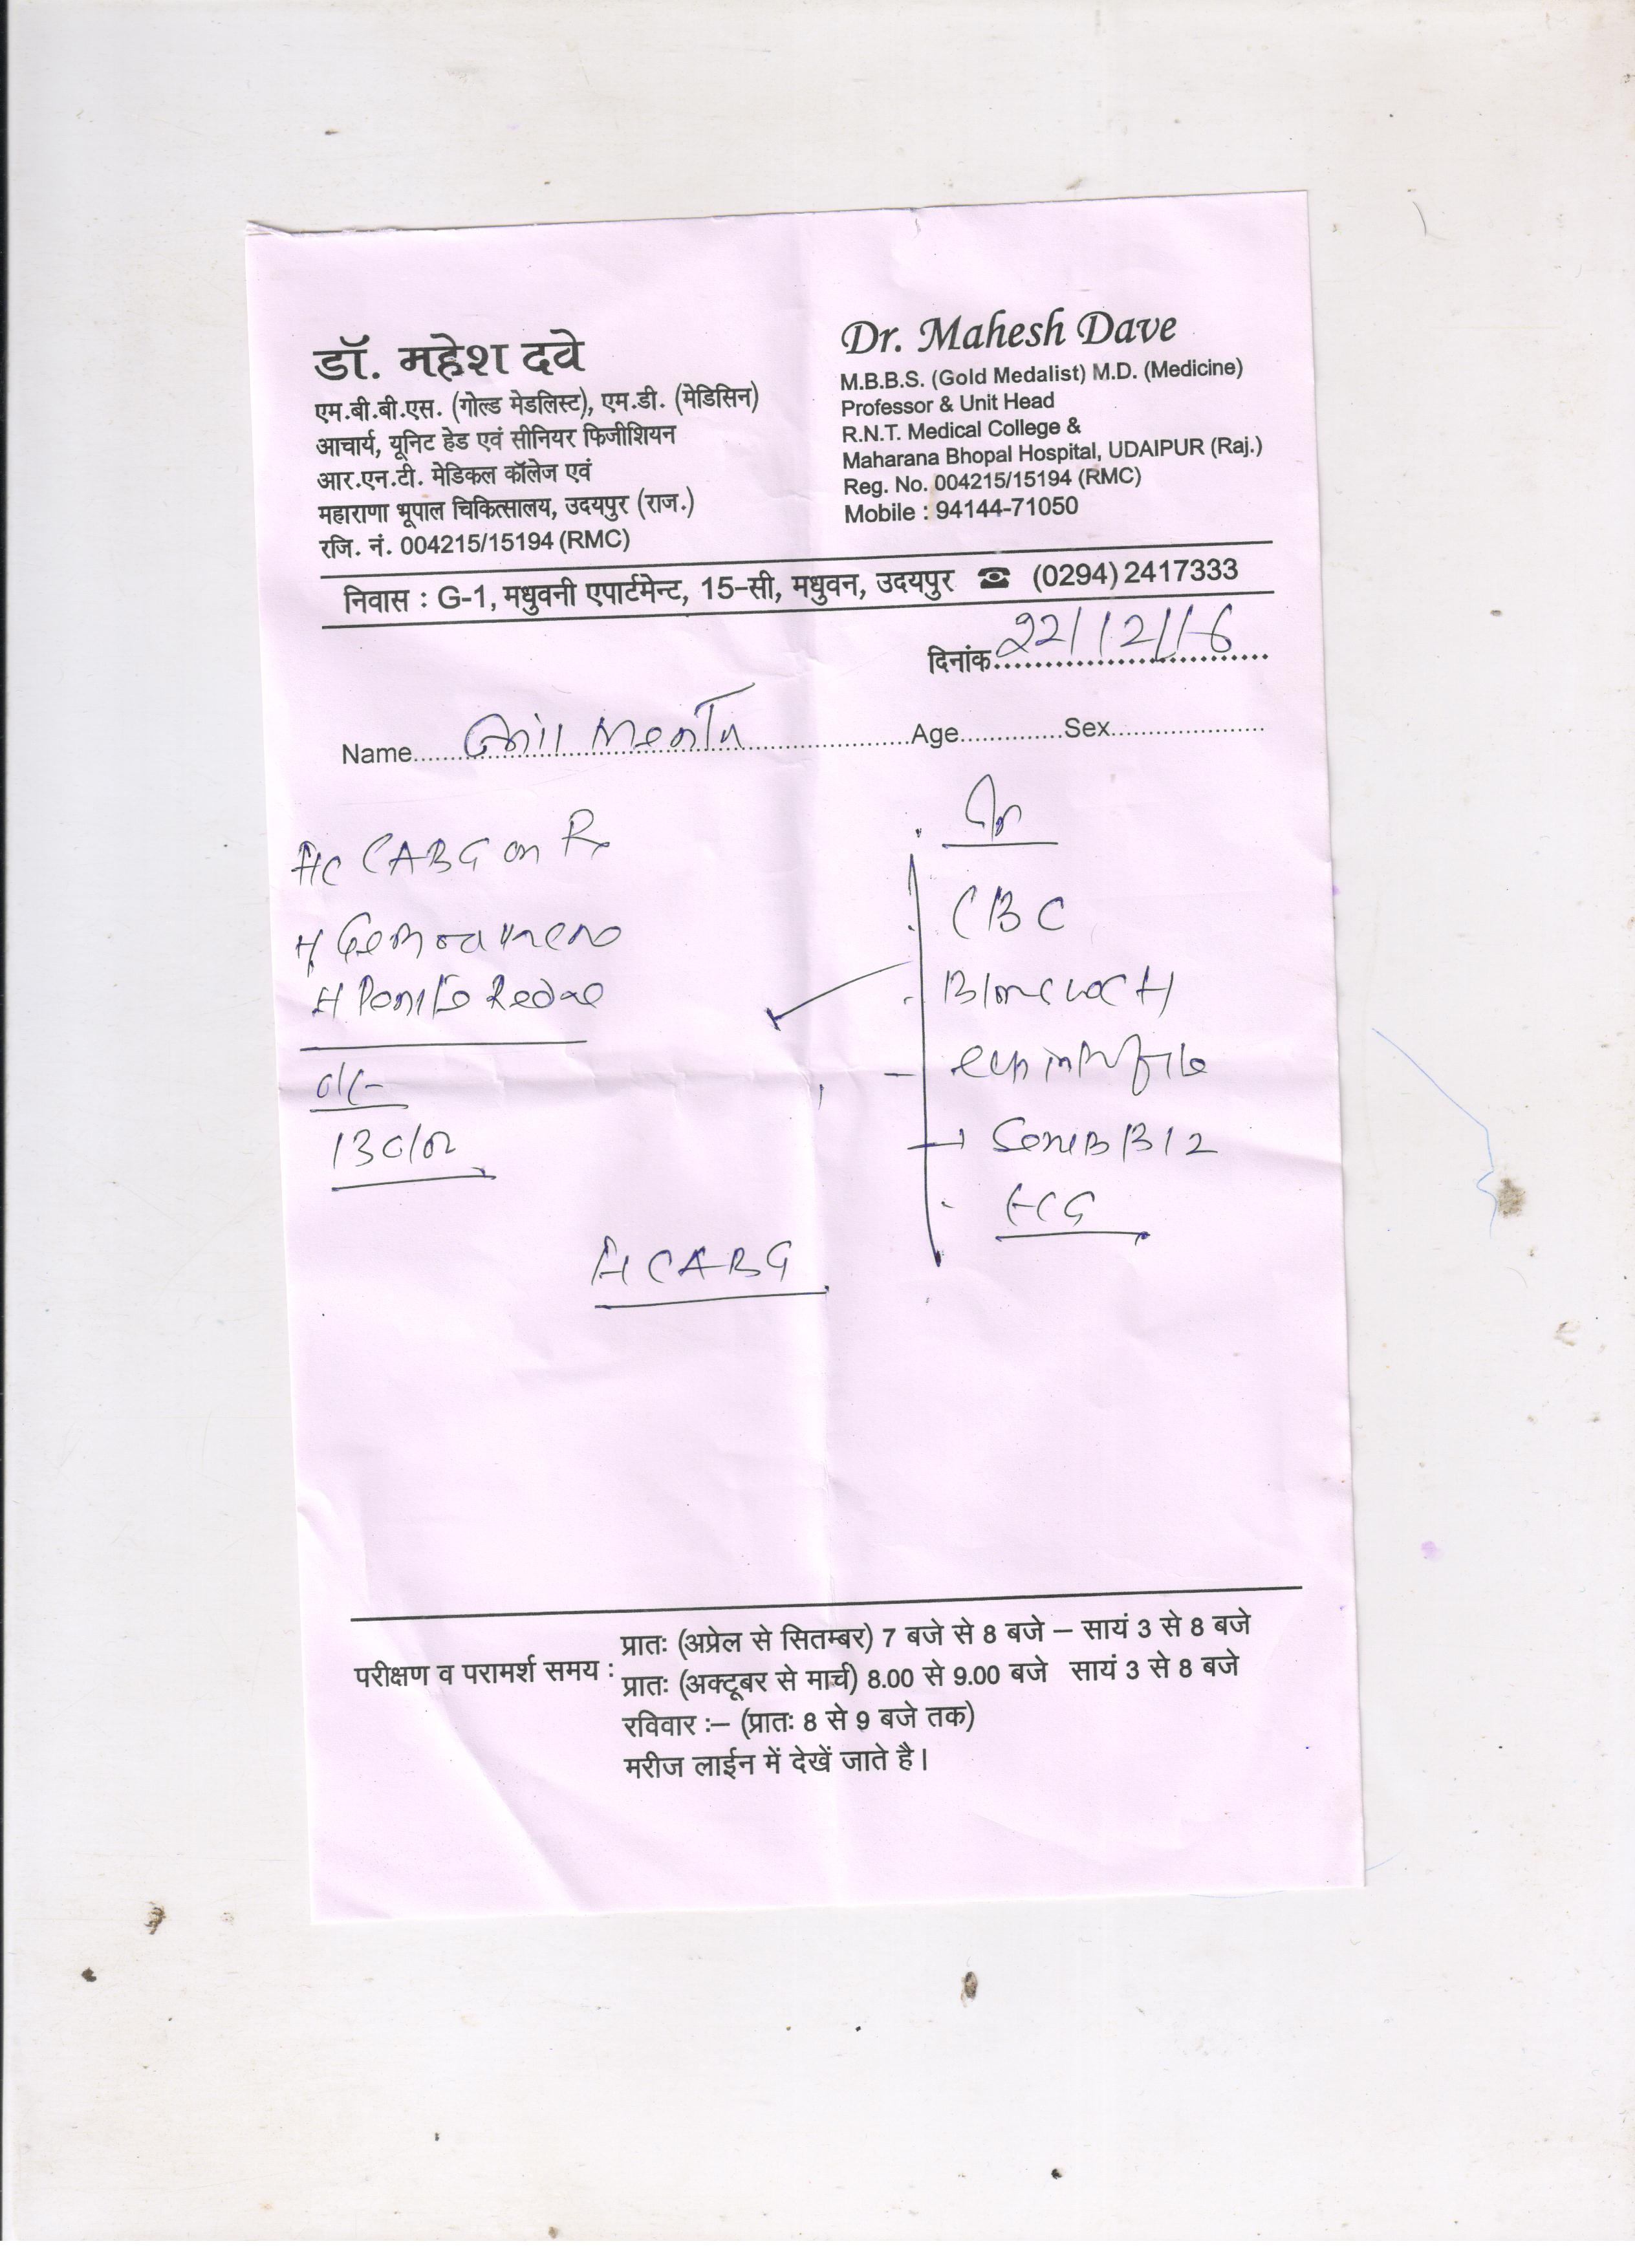 डॉ. महेश दवे
एम.बी.बी.एस. (गोल्ड मेडलिस्ट), एम.डी. (मेडिसिन)
आचार्य, यूनिट हेड एवं सीनियर फिजीशियन
आर.एन.टी. मेडिकल कॉलेज एवं
महाराणा भूपाल चिकित्सालय, उदयपुर (राज.)
रजि. नं. 004215/15194 (RMC)
Dr. Mahesh Dave
M.B.B.S. (Gold Medalist) M.D. (Medicine)
Professor & Unit Head
R.N.T. Medical College &
Maharana Bhopal Hospital, UDAIPUR (Raj.)
Reg. No. 004215/15194 (RMC)
Mobile : 94144-71050
निवास : G-1, मधुवनी एपार्टमेन्ट, 15-सी, मधुवन, उदयपुर ☎ (0294) 2417333
दिनांक 22/12/16
Name Age Sex
CABG on Rx
CBC
B12
ECG
CABG
परीक्षण व परामर्श समय :
प्रातः (अप्रेल से सितम्बर) 7 बजे से 8 बजे – सायं 3 से 8 बजे
प्रातः (अक्टूबर से मार्च) 8.00 से 9.00 बजे सायं 3 से 8 बजे
रविवार :– (प्रातः 8 से 9 बजे तक)
मरीज लाईन में देखें जाते है।